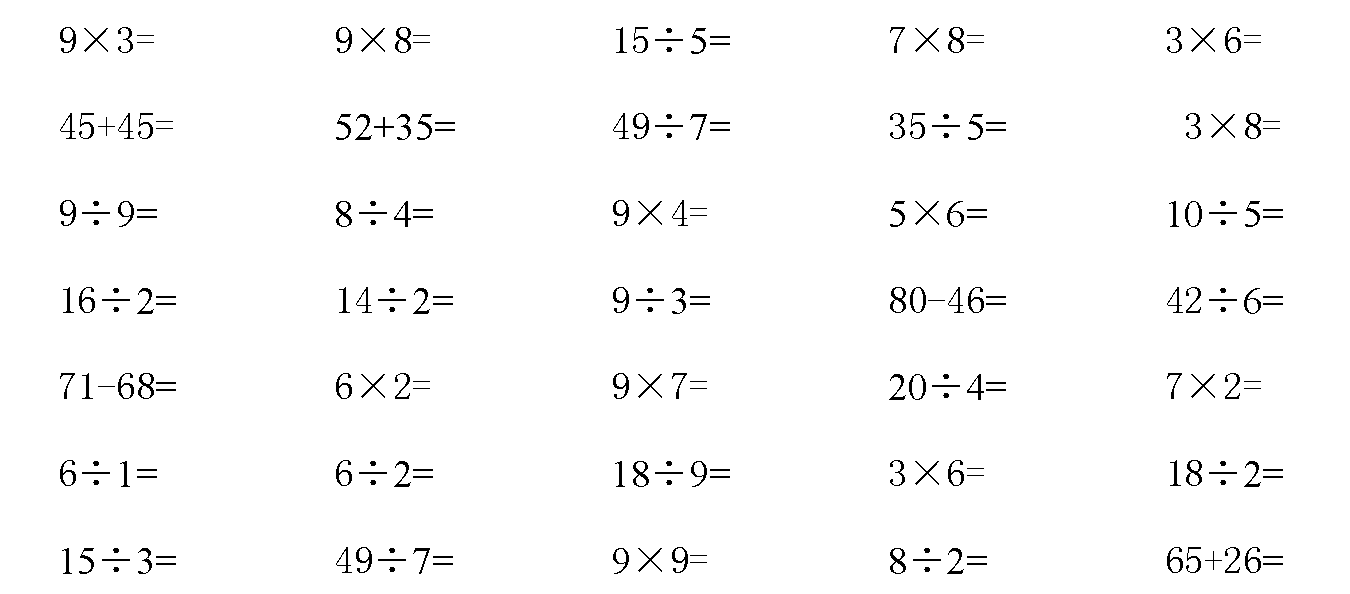 9×3= 9×8= 15÷5= 7×8= 3×6=
45+45= 52+35= 49÷7= 35÷5= 3×8=
9÷9= 8÷4= 9×4= 5×6= 10÷5=
16÷2= 14÷2= 9÷3= 80-46= 42÷6=
71-68= 6×2= 9×7= 20÷4= 7×2=
6÷1= 6÷2= 18÷9= 3×6= 18÷2=
15÷3= 49÷7= 9×9= 8÷2= 65+26=